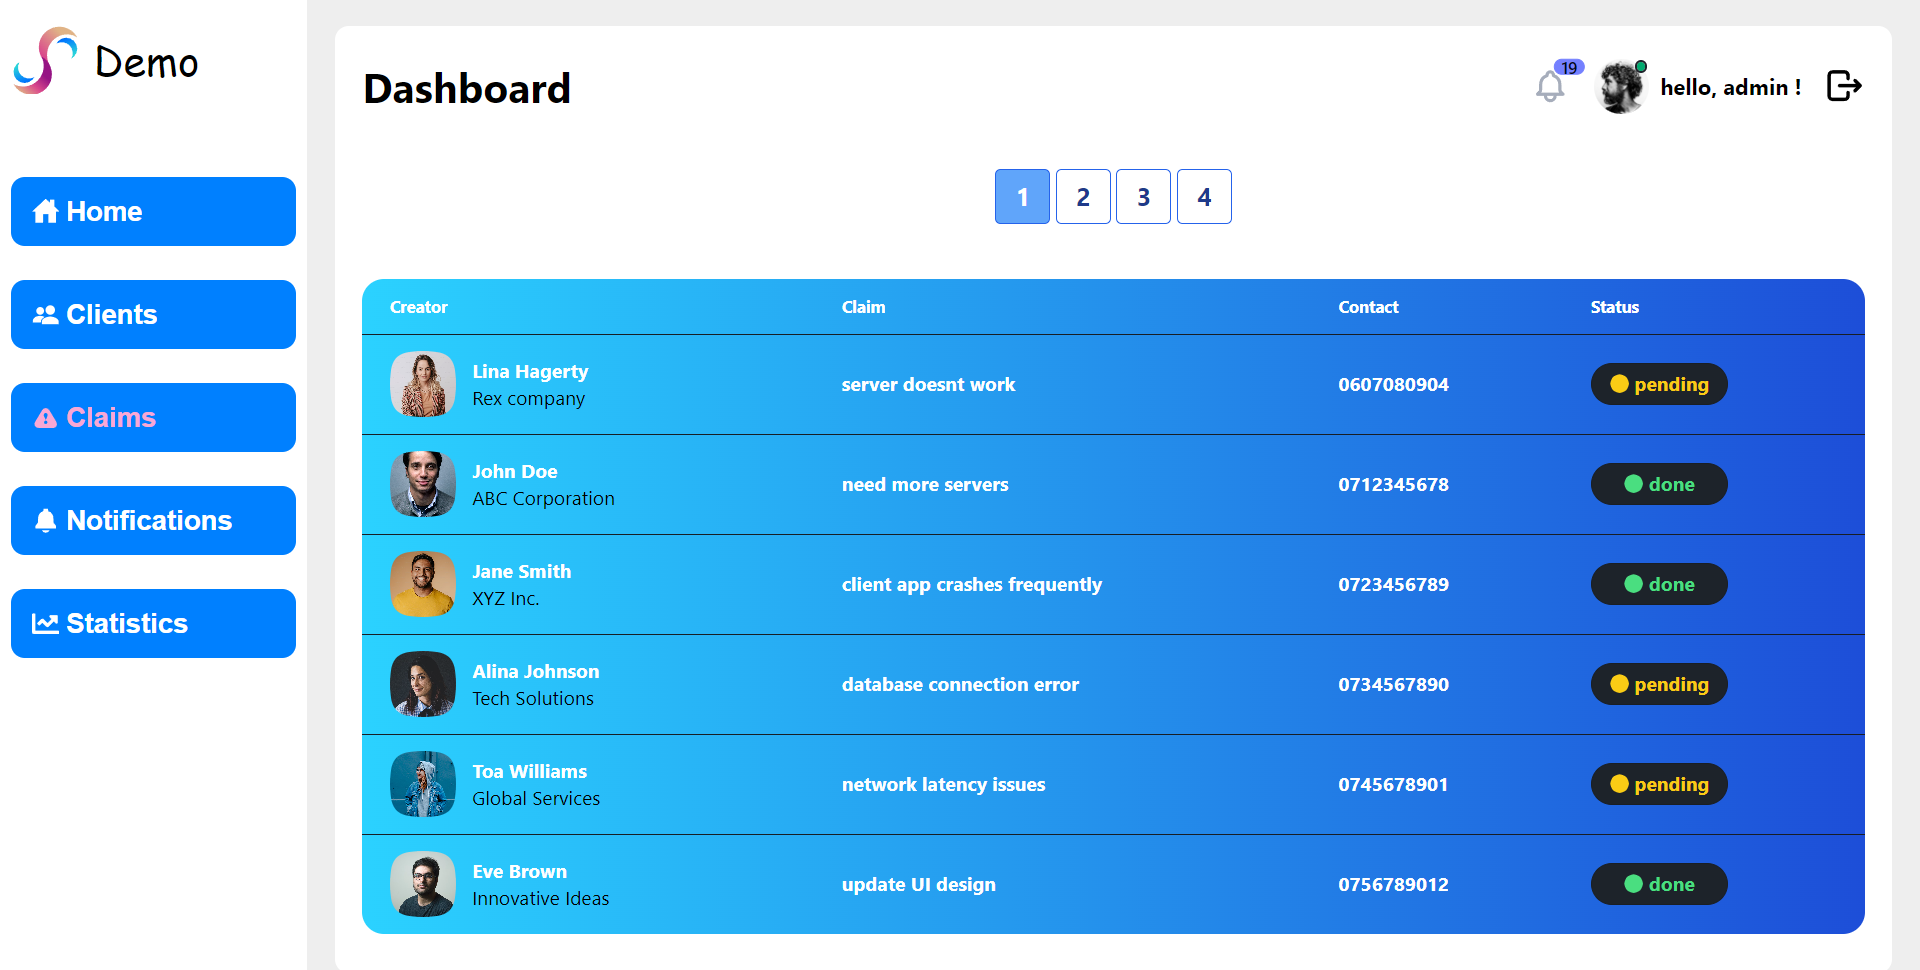 Demo
Home
Clients
Claims
Notifications
Statistics
Dashboard
19
hello, admin !
1 2 3 4
Creator Claim Contact Status
Lina Hagerty
Rex company
server doesnt work
0607080904
pending
John Doe
ABC Corporation
need more servers
0712345678
done
Jane Smith
XYZ Inc.
client app crashes frequently
0723456789
done
Alina Johnson
Tech Solutions
database connection error
0734567890
pending
Toa Williams
Global Services
network latency issues
0745678901
pending
Eve Brown
Innovative Ideas
update UI design
0756789012
done